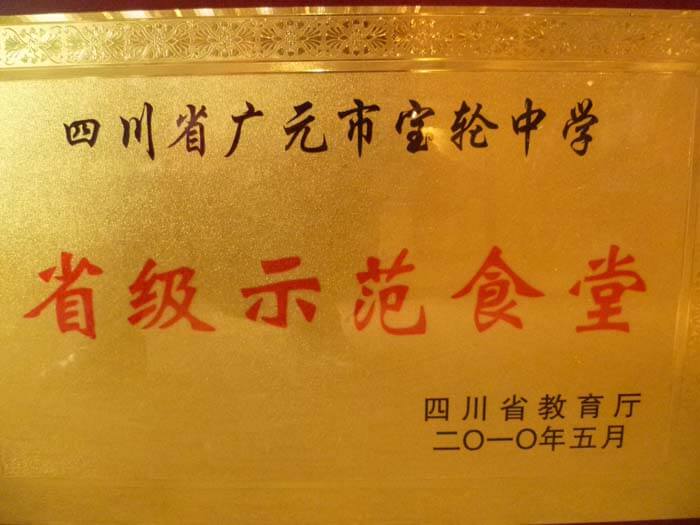 四川省广元市宝轮中学
省级示范食堂
四川省教育厅
二〇一〇年五月